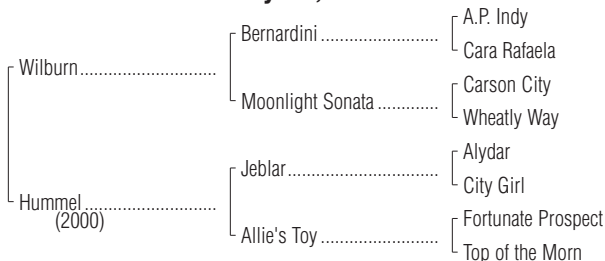 A.P. Indy
Bernardini
Cara Rafaela
Wilburn
Carson City
Moonlight Sonata
Wheatly Way
Alydar
Jeblar
City Girl
Hummel
(2000)
Fortunate Prospect
Allie's Toy
Top of the Morn